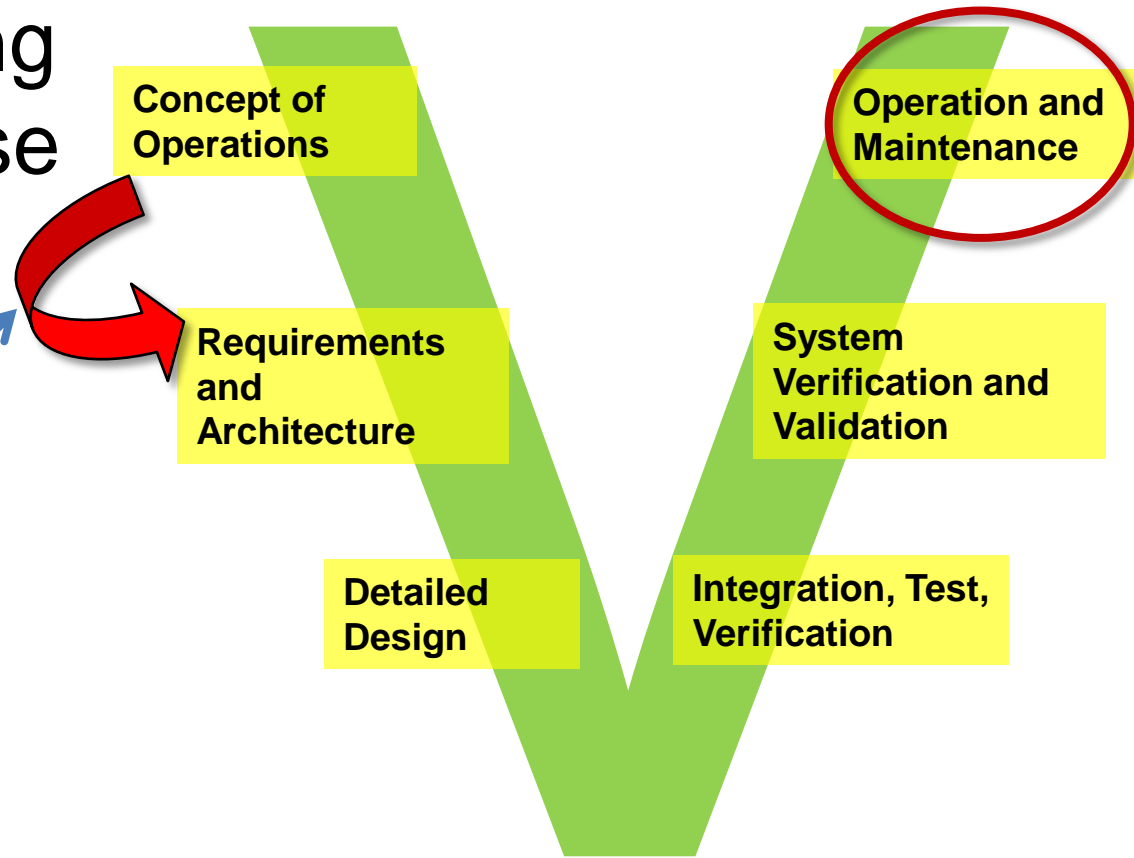 Concept of
Operations
Requirements
and
Architecture
Detailed
Design
Integration, Test,
Verification
System
Verification and
Validation
Operation and
Maintenance